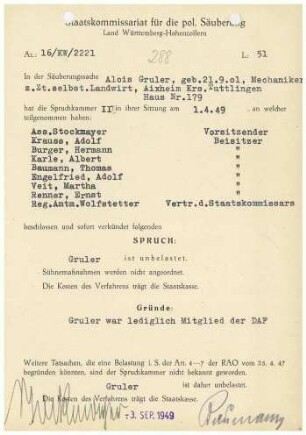 Staatskommissariat für die pol. Säuberung
Land Württemberg-Hohenzollern
Az.: 16/KW/2221
288
L: 51
In der Säuberungssache Alois Gruler, geb.21.9.01, Mechaniker
z.Zt.selbst.Landwirt, Aixheim Krs.Tuttlingen
Haus Nr.179
hat die Spruchkammer II in ihrer Sitzung am 1.4.49 , an welcher
teilgenommen haben:
Ass.Stockmayer Vorsitzender
Krauss, Adolf Beisitzer
Burger, Hermann "
Karle, Albert "
Baumann, Thomas "
Engelfried, Adolf "
Veit, Martha "
Renner, Ernst "
Reg.Antm.Wolfstetter Vertr.d.Staatskommissars
beschlossen und sofort verkündet folgenden
SPRUCH:
Gruler ist unbelastet.
Sühnemaßnahmen werden nicht angeordnet.
Die Kosten des Verfahrens trägt die Staatskasse.
Gründe:
Gruler war lediglich Mitglied der DAF
Weitere Tatsachen, die eine Belastung i. S. der Art. 4—7 der RAO vom 25. 4. 47
begründen könnten, sind der Spruchkammer nicht bekannt geworden.
Gruler ist daher unbelastet.
Die Kosten des Verfahrens trägt die Staatskasse.
-3. SEP. 1949